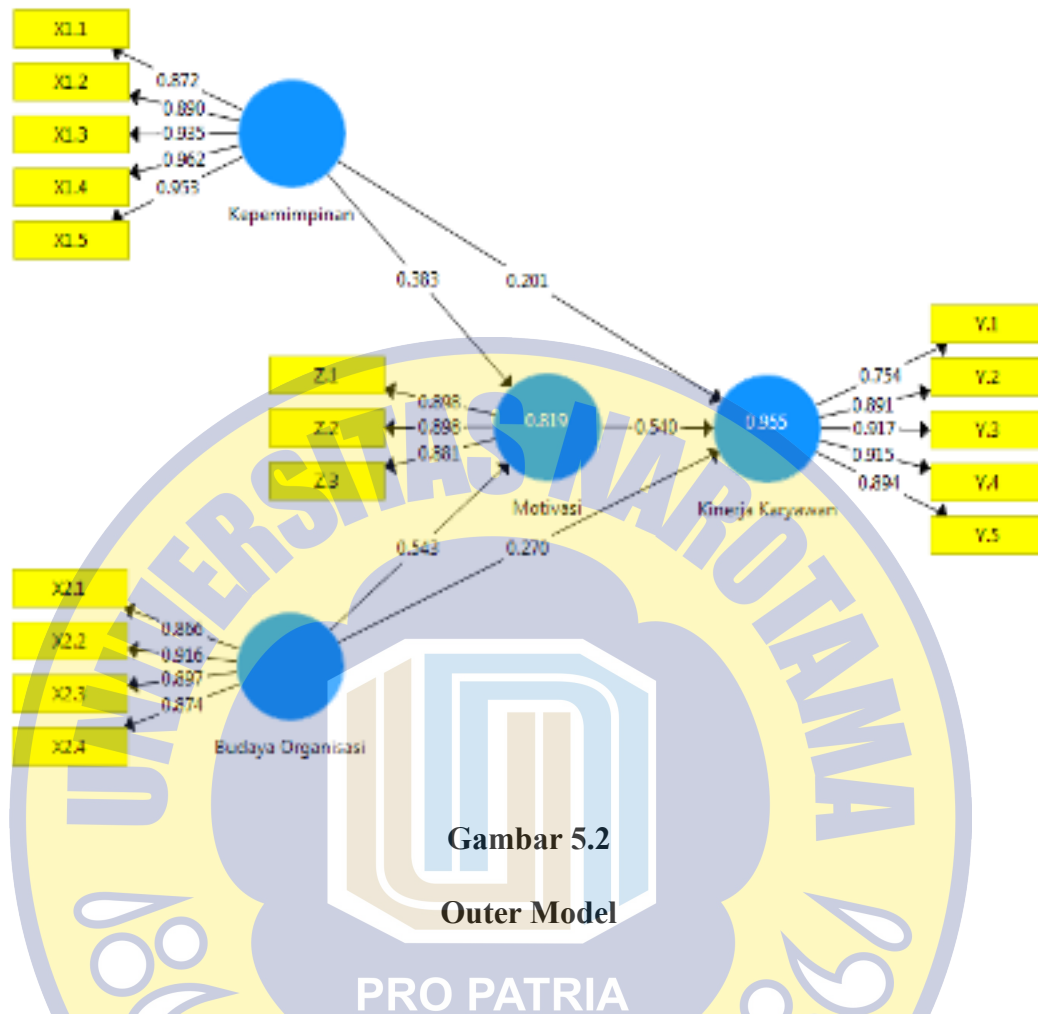 X1.1
X1.2
X1.3
X1.4
X1.5
0.872
0.890
0.935
0.962
0.953
Kepemimpinan
0.383
0.201
Z.1
Z.2
Z.3
0.898
0.898
0.881
0.819
Motivasi
0.540
0.955
Kinerja Karyawan
0.754
0.891
0.917
0.915
0.894
Y.1
Y.2
Y.3
Y.4
Y.5
0.543
0.270
X2.1
X2.2
X2.3
X2.4
0.866
0.916
0.897
0.874
Budaya Organisasi
UNIVERSITAS NAROTAMA
Gambar 5.2
Outer Model
PRO PATRIA